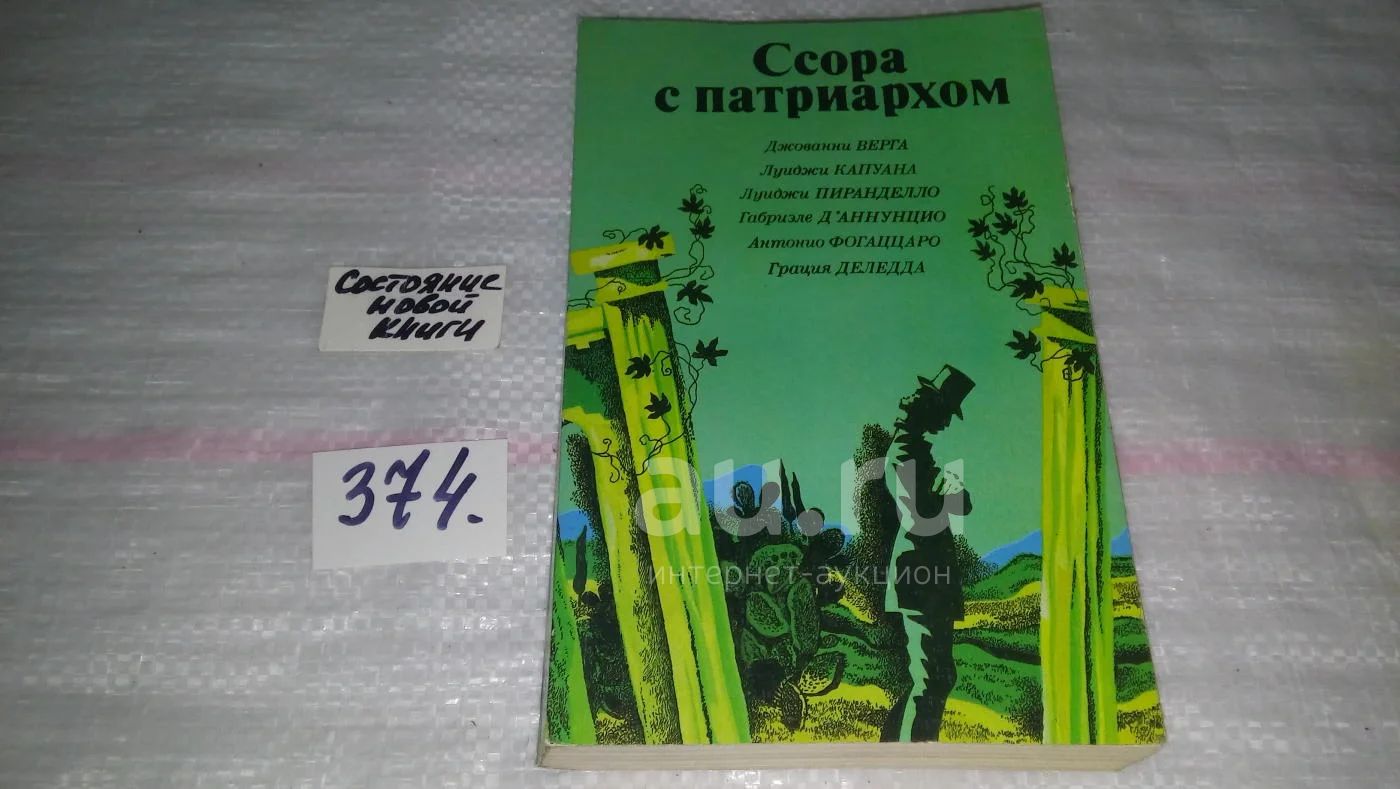 Ссора
с патриархом
Джованни ВЕРГА
Луиджи КАПУАНА
Луиджи ПИРАНДЕЛЛО
Габриэле Д'АННУНЦИО
Антонио ФОГАЦЦАРО
Грация ДЕЛЕДДА
Состояние
новой
книги
374.
au.ru
интернет-аукцион